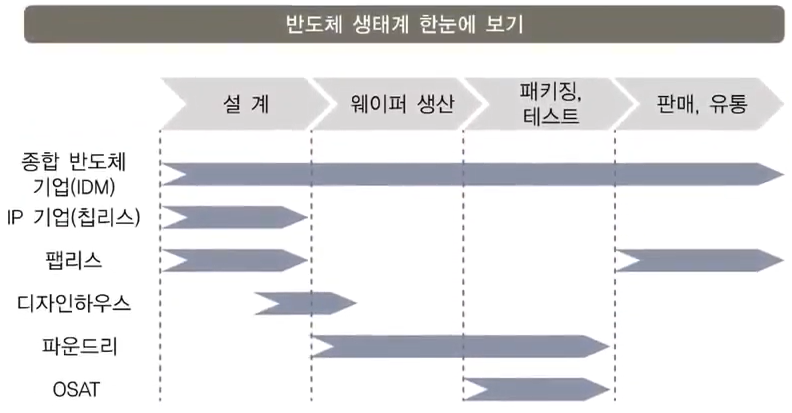 반도체 생태계 한눈에 보기
설 계
웨이퍼 생산
패키징,
테스트
판매, 유통
종합 반도체
기업(IDM)
IP 기업(칩리스)
팹리스
디자인하우스
파운드리
OSAT